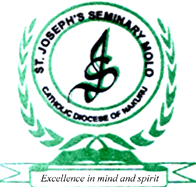 ST. JOSEPH'S SEMINARY MOLO
CATHOLIC DIOCESE OF NAKURU
Excellence in mind and spirit